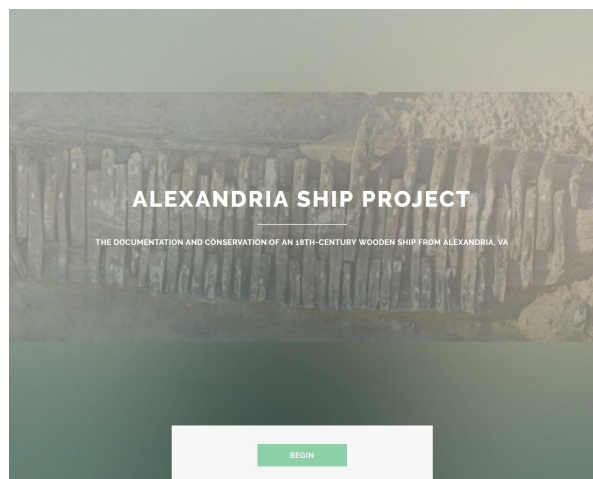 ALEXANDRIA SHIP PROJECT
THE DOCUMENTATION AND CONSERVATION OF AN 18TH-CENTURY WOODEN SHIP FROM ALEXANDRIA, VA
BEGIN